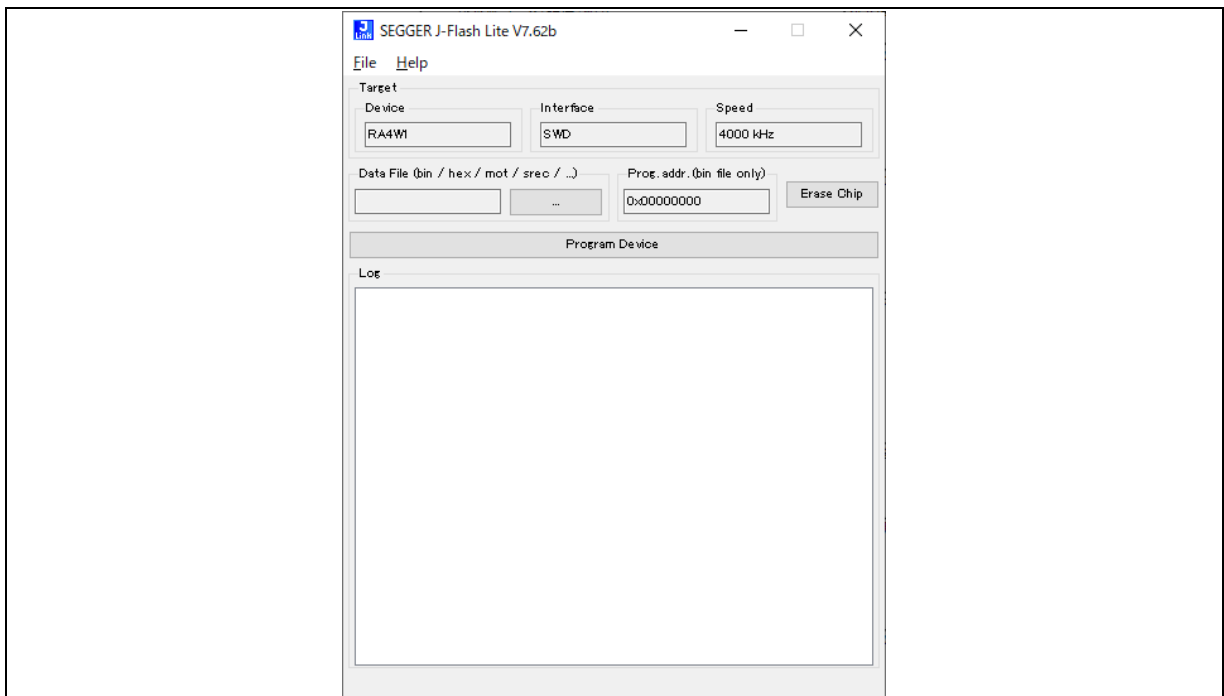 SEGGER J-Flash Lite V7.62b
File Help
Target
Device Interface Speed
RA4W1 SWD 4000 kHz
Data File (bin / hex / mot / srec / ...) Prog. addr. (bin file only)
... 0x00000000 Erase Chip
Program Device
Log